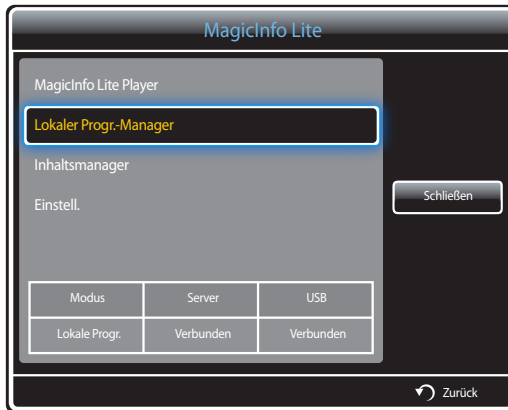 MagicInfo Lite
MagicInfo Lite Player
Lokaler Progr.-Manager
Inhaltsmanager
Einstell.
Schließen
Modus Server USB
Lokale Progr. Verbunden Verbunden
Zurück